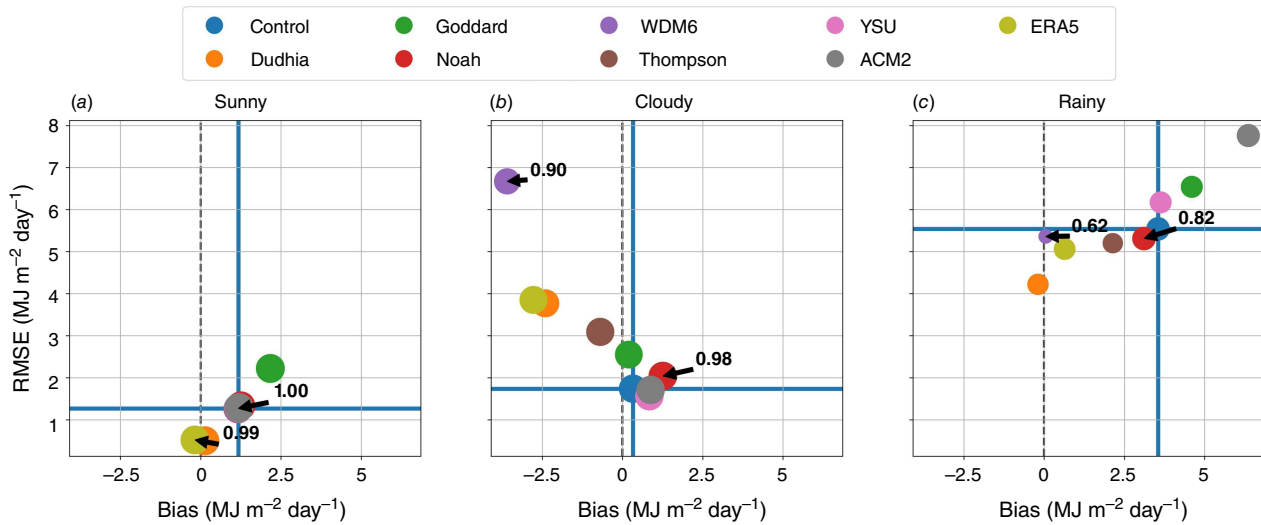 Control Goddard WDM6 YSU ERA5
Dudhia Noah Thompson ACM2
(a) Sunny (b) Cloudy (c) Rainy
RMSE (MJ m⁻² day⁻¹)
8
7
6
5
4
3
2
1
1.00
0.99
0.90
0.98
0.62
0.82
−2.5 0 2.5 5 −2.5 0 2.5 5 −2.5 0 2.5 5
Bias (MJ m⁻² day⁻¹) Bias (MJ m⁻² day⁻¹) Bias (MJ m⁻² day⁻¹)